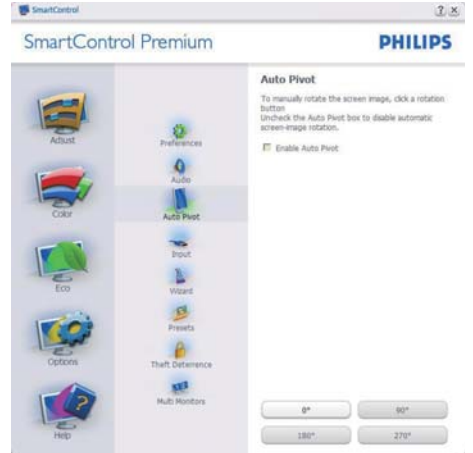 SmartControl
SmartControl Premium
PHILIPS
Adjust
Color
Eco
Options
Help
Preferences
Audio
Auto Pivot
Input
Wizard
Presets
Theft Deterrence
Multi Monitors
Auto Pivot
To manually rotate the screen image, click a rotation
button
Uncheck the Auto Pivot box to disable automatic
screen-image rotation.
Enable Auto Pivot
0°
90°
180°
270°